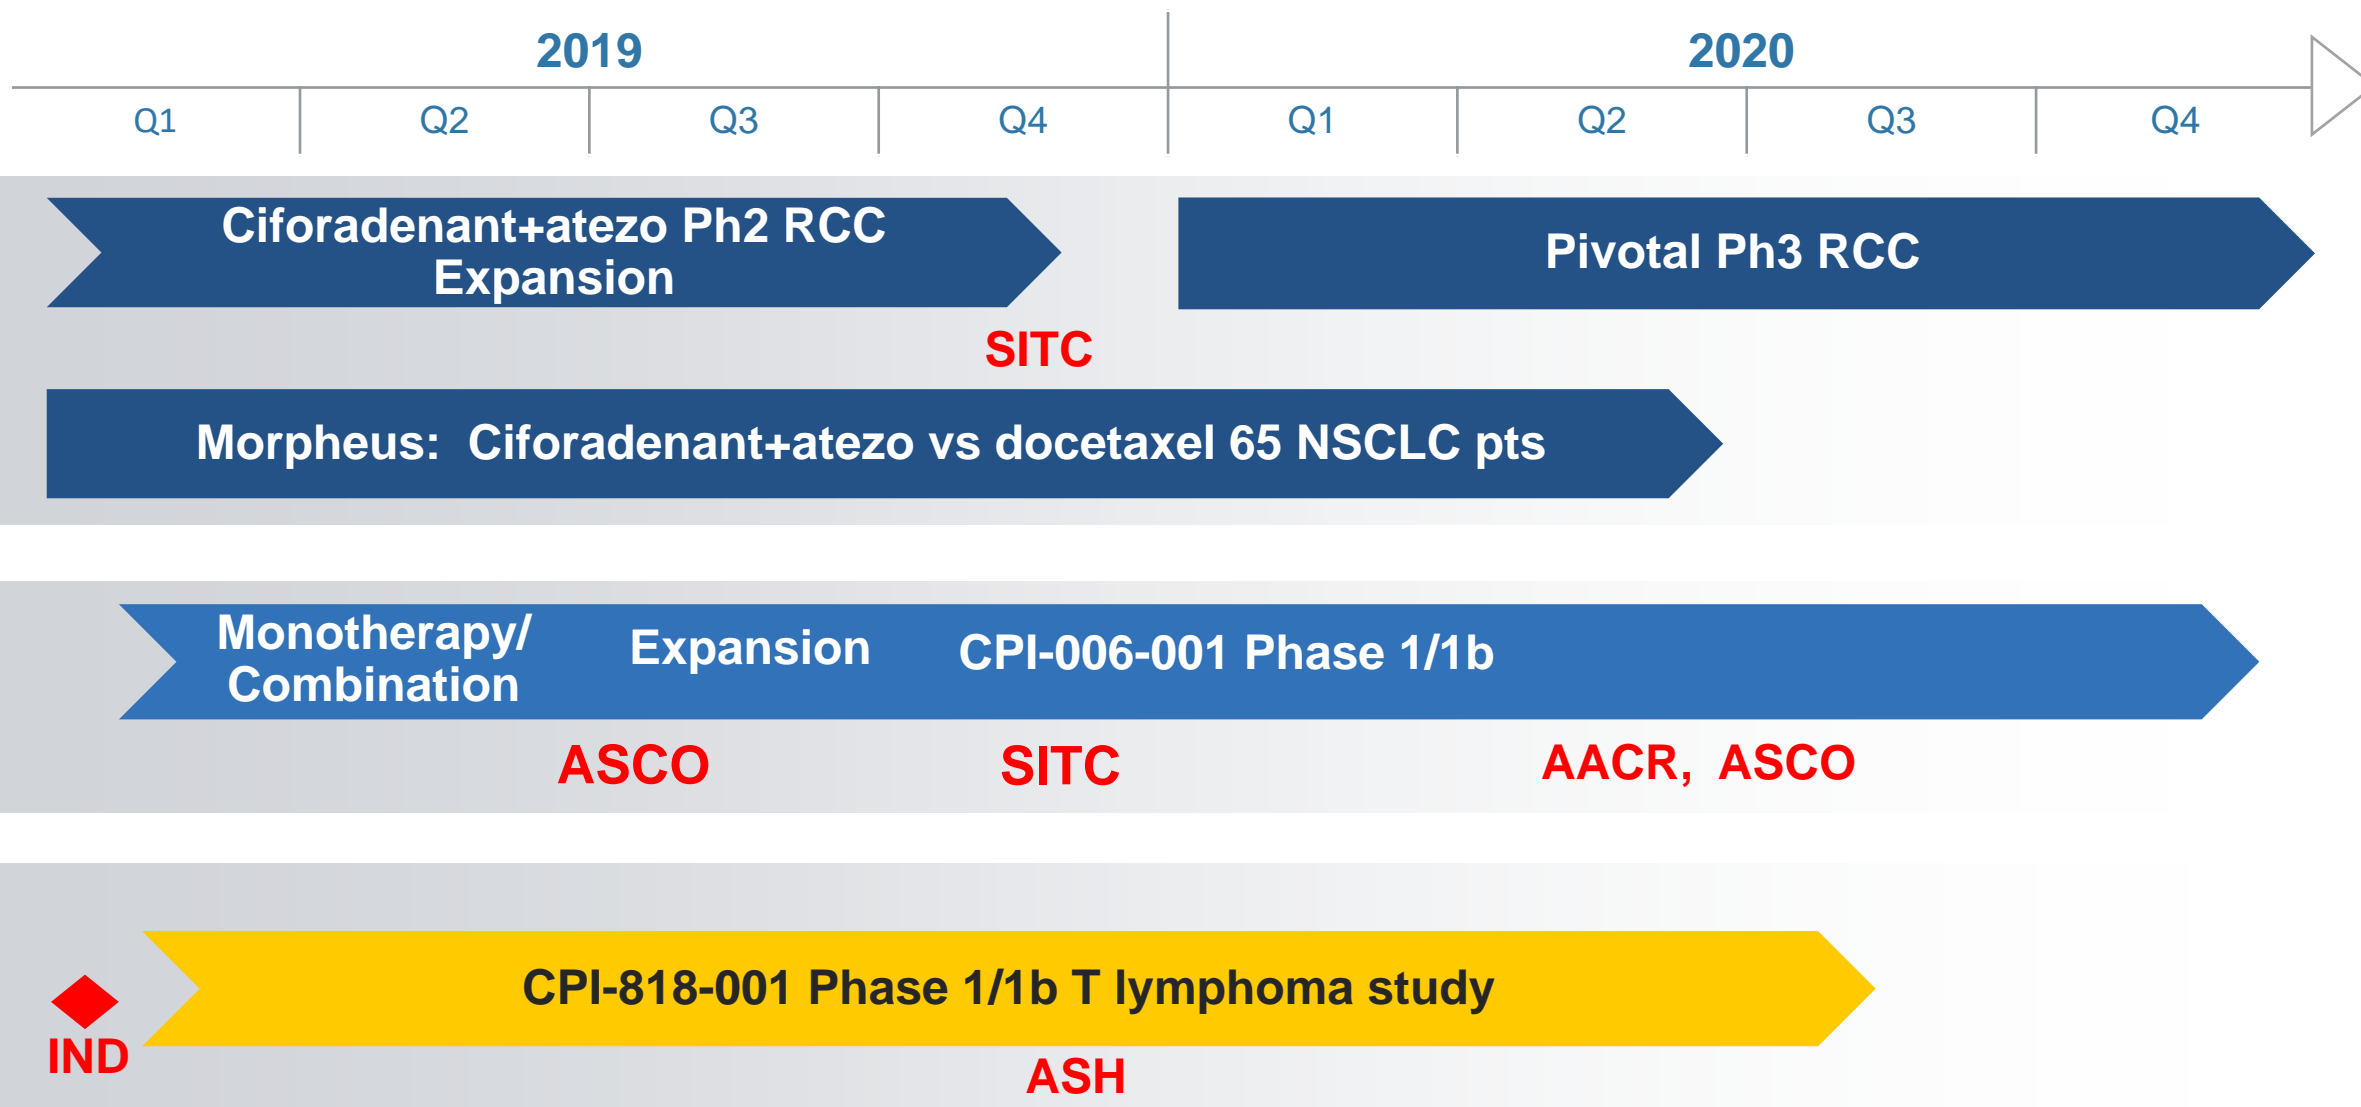 2019
2020
Q1
Q2
Q3
Q4
Q1
Q2
Q3
Q4
Ciforadenant+atezo Ph2 RCC
Expansion
Pivotal Ph3 RCC
SITC
Morpheus:  Ciforadenant+atezo vs docetaxel 65 NSCLC pts
Monotherapy/
Combination
Expansion
CPI-006-001 Phase 1/1b
ASCO
SITC
AACR,  ASCO
CPI-818-001 Phase 1/1b T lymphoma study
IND
ASH